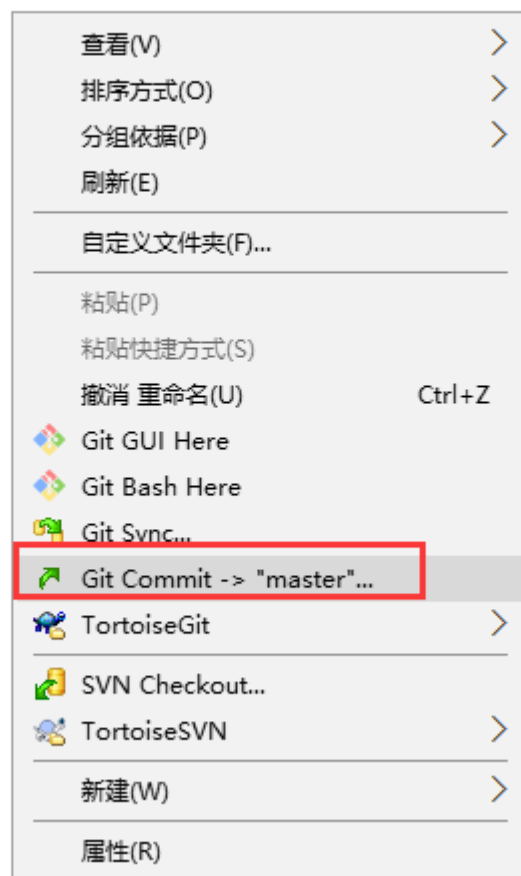 查看(V)
排序方式(O)
分组依据(P)
刷新(E)
自定义文件夹(F)...
粘贴(P)
粘贴快捷方式(S)
撤消 重命名(U) Ctrl+Z
Git GUI Here
Git Bash Here
Git Sync...
Git Commit -> "master"...
TortoiseGit
SVN Checkout...
TortoiseSVN
新建(W)
属性(R)